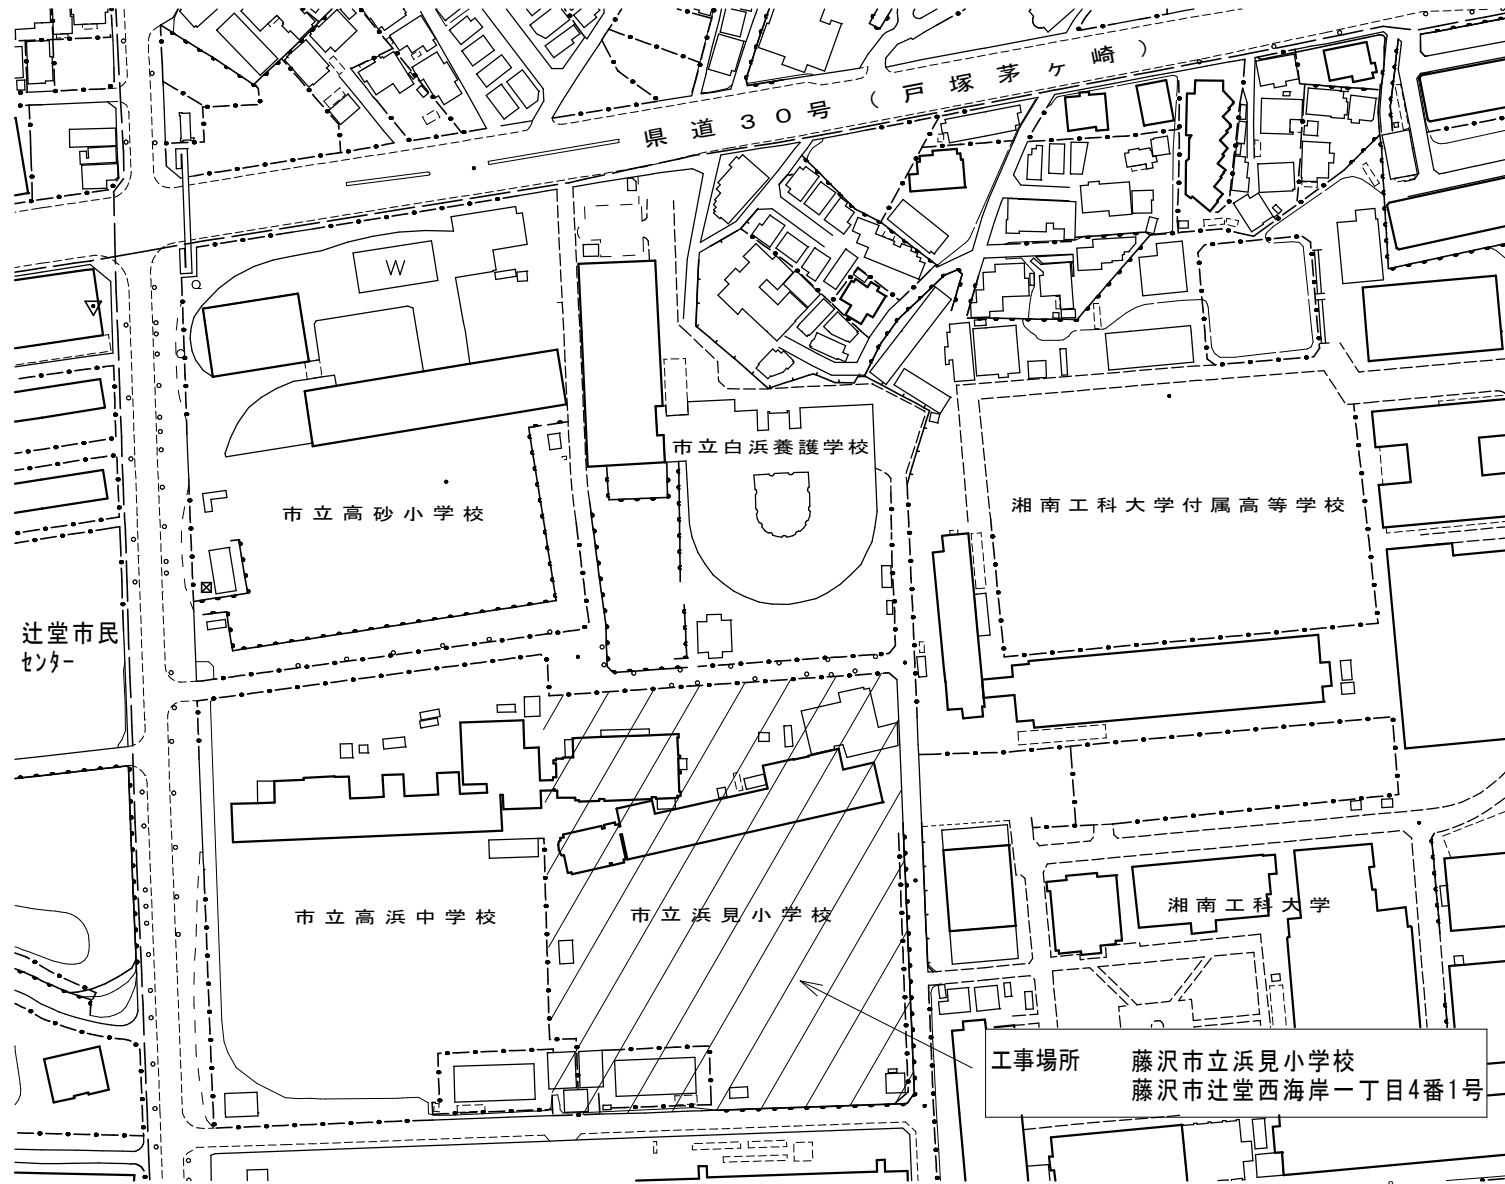 県道30号(戸塚茅ヶ崎)
W
市立白浜養護学校
市立高砂小学校
湘南工科大学付属高等学校
辻堂市民
センター
市立高浜中学校
市立浜見小学校
湘南工科大学
工事場所 藤沢市立浜見小学校
藤沢市辻堂西海岸一丁目4番1号